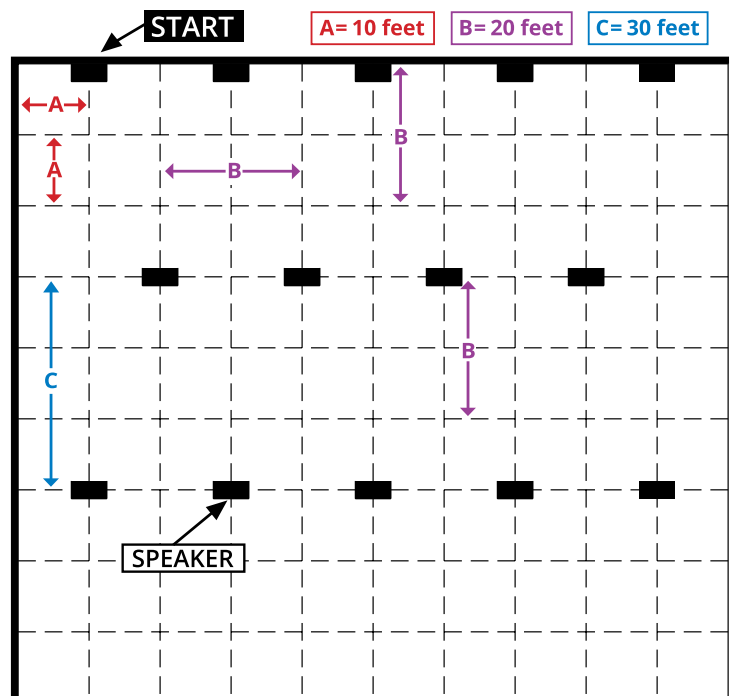 START
A= 10 feet
B= 20 feet
C= 30 feet
A
B
A
B
B
C
SPEAKER